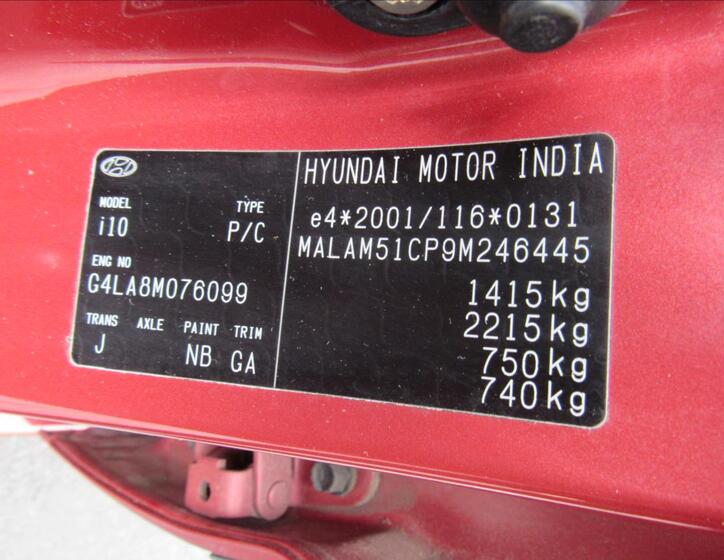 HYUNDAI MOTOR INDIA
MODEL TYPE
i10 P/C
ENG NO
G4LA8M076099
TRANS AXLE PAINT TRIM
J NB GA
e4*2001/116*0131
MALAM51CP9M246445
1415kg
2215kg
750kg
740kg